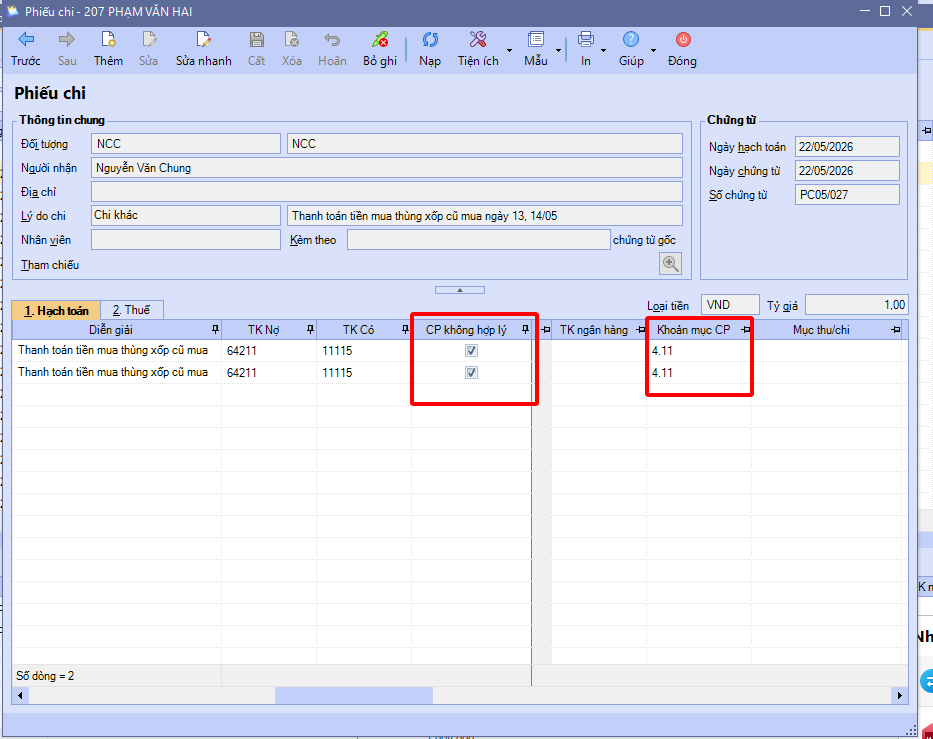 Phiếu chi - 207 PHẠM VĂN HAI
Trước Sau Thêm Sửa Sửa nhanh Cất Xóa Hoãn Bỏ ghi Nạp Tiện ích Mẫu In Giúp Đóng
Phiếu chi
Thông tin chung
Đối tượng NCC NCC
Người nhận Nguyễn Văn Chung
Địa chỉ
Lý do chi Chi khác Thanh toán tiền mua thùng xốp cũ mua ngày 13, 14/05
Nhân viên Kèm theo chứng từ gốc
Tham chiếu
Chứng từ
Ngày hạch toán 22/05/2026
Ngày chứng từ 22/05/2026
Số chứng từ PC05/027
1. Hạch toán 2. Thuế
Loại tiền VND Tỷ giá 1,00
Diễn giải TK Nợ TK Có CP không hợp lý TK ngân hàng Khoản mục CP Mục thu/chi
Thanh toán tiền mua thùng xốp cũ mua 64211 11115 4.11
Thanh toán tiền mua thùng xốp cũ mua 64211 11115 4.11
Số dòng = 2